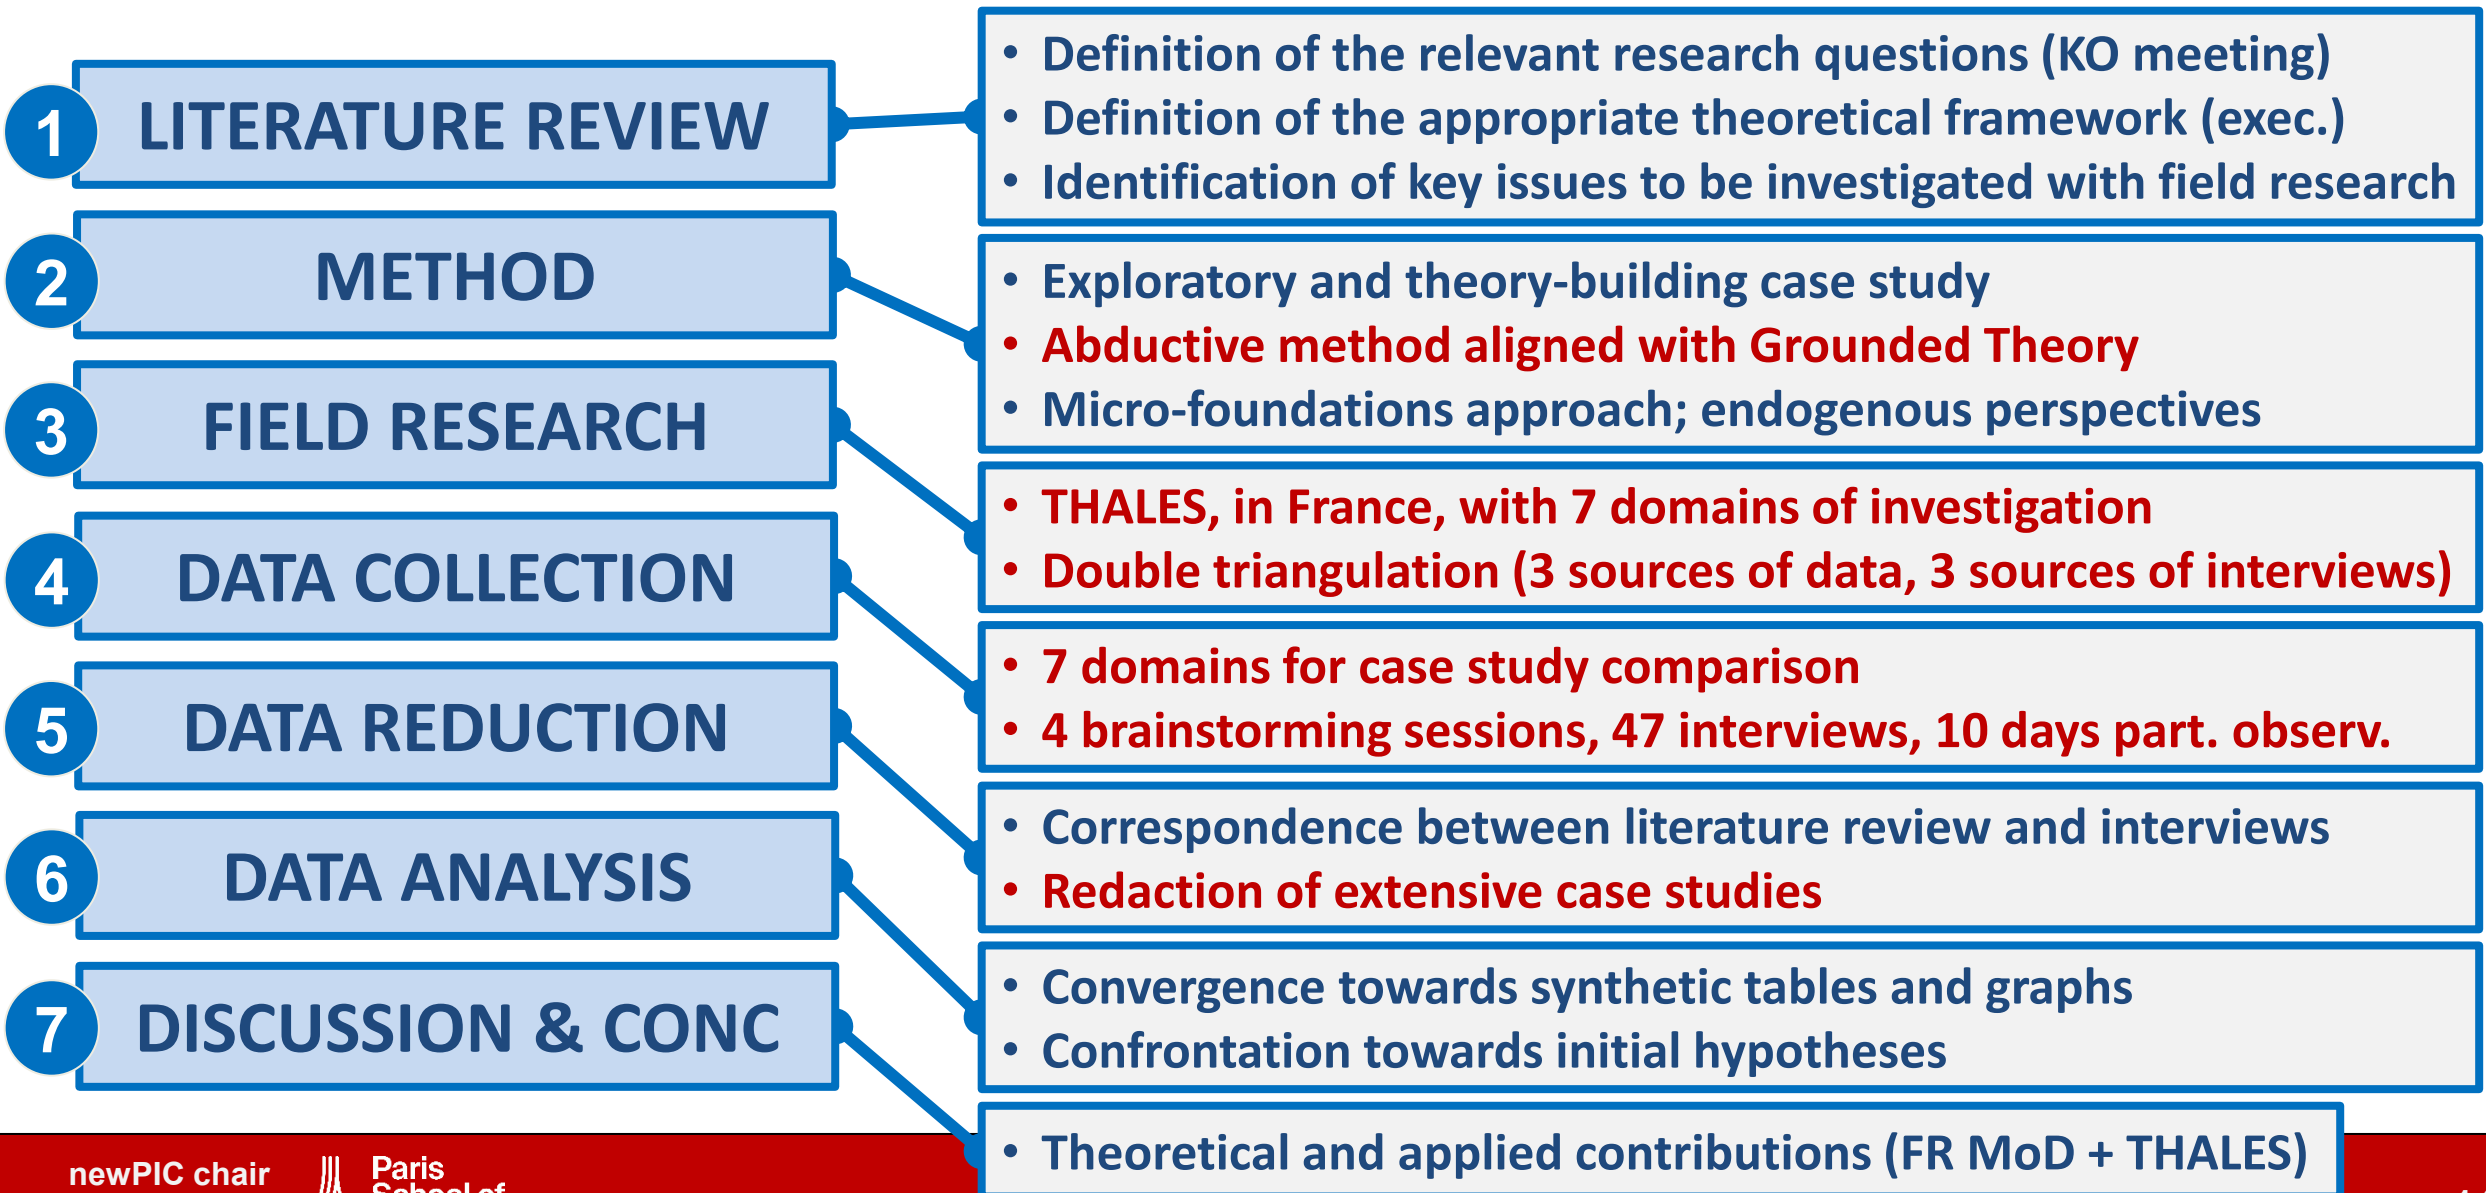 1 LITERATURE REVIEW
• Definition of the relevant research questions (KO meeting)
• Definition of the appropriate theoretical framework (exec.)
• Identification of key issues to be investigated with field research
2 METHOD
• Exploratory and theory-building case study
• Abductive method aligned with Grounded Theory
• Micro-foundations approach; endogenous perspectives
3 FIELD RESEARCH
• THALES, in France, with 7 domains of investigation
• Double triangulation (3 sources of data, 3 sources of interviews)
4 DATA COLLECTION
• 7 domains for case study comparison
• 4 brainstorming sessions, 47 interviews, 10 days part. observ.
5 DATA REDUCTION
• Correspondence between literature review and interviews
• Redaction of extensive case studies
6 DATA ANALYSIS
• Convergence towards synthetic tables and graphs
• Confrontation towards initial hypotheses
7 DISCUSSION & CONC
• Theoretical and applied contributions (FR MoD + THALES)
newPIC chair
Paris
School of